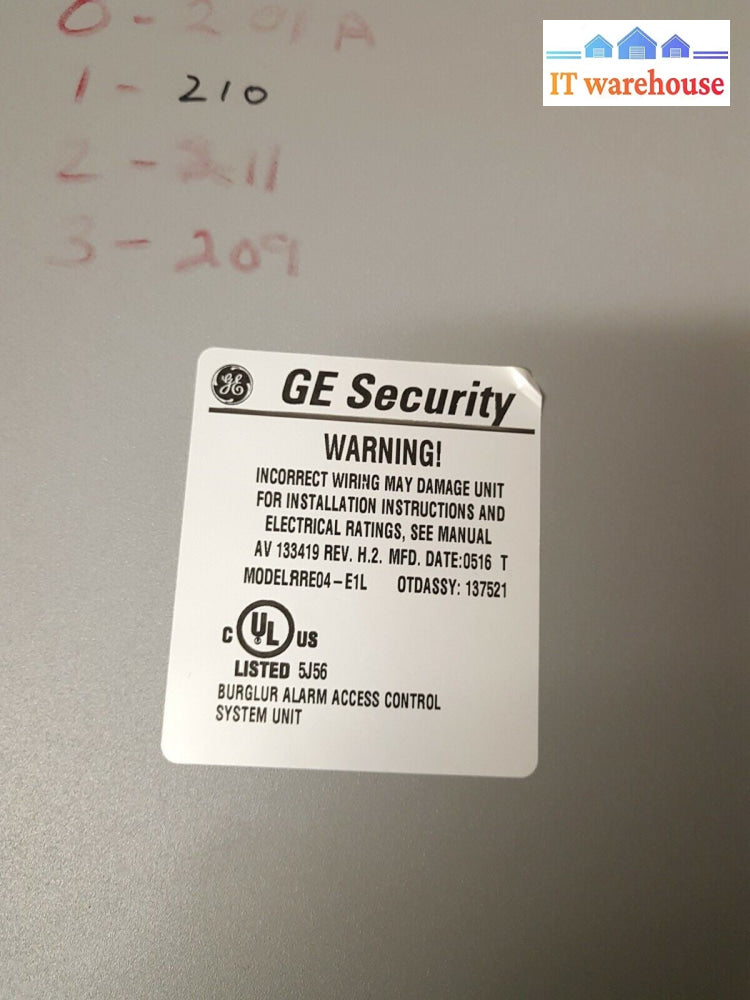 0 - 201A
IT warehouse
1 - 210
2 - 211
3 - 209
GE
GE Security
WARNING!
INCORRECT WIRING MAY DAMAGE UNIT
FOR INSTALLATION INSTRUCTIONS AND
ELECTRICAL RATINGS, SEE MANUAL
AV 133419 REV. H.2. MFD. DATE:0516 T
MODELRRE04-E1L OTDASSY: 137521
C UL US
LISTED 5J56
BURGLUR ALARM ACCESS CONTROL
SYSTEM UNIT